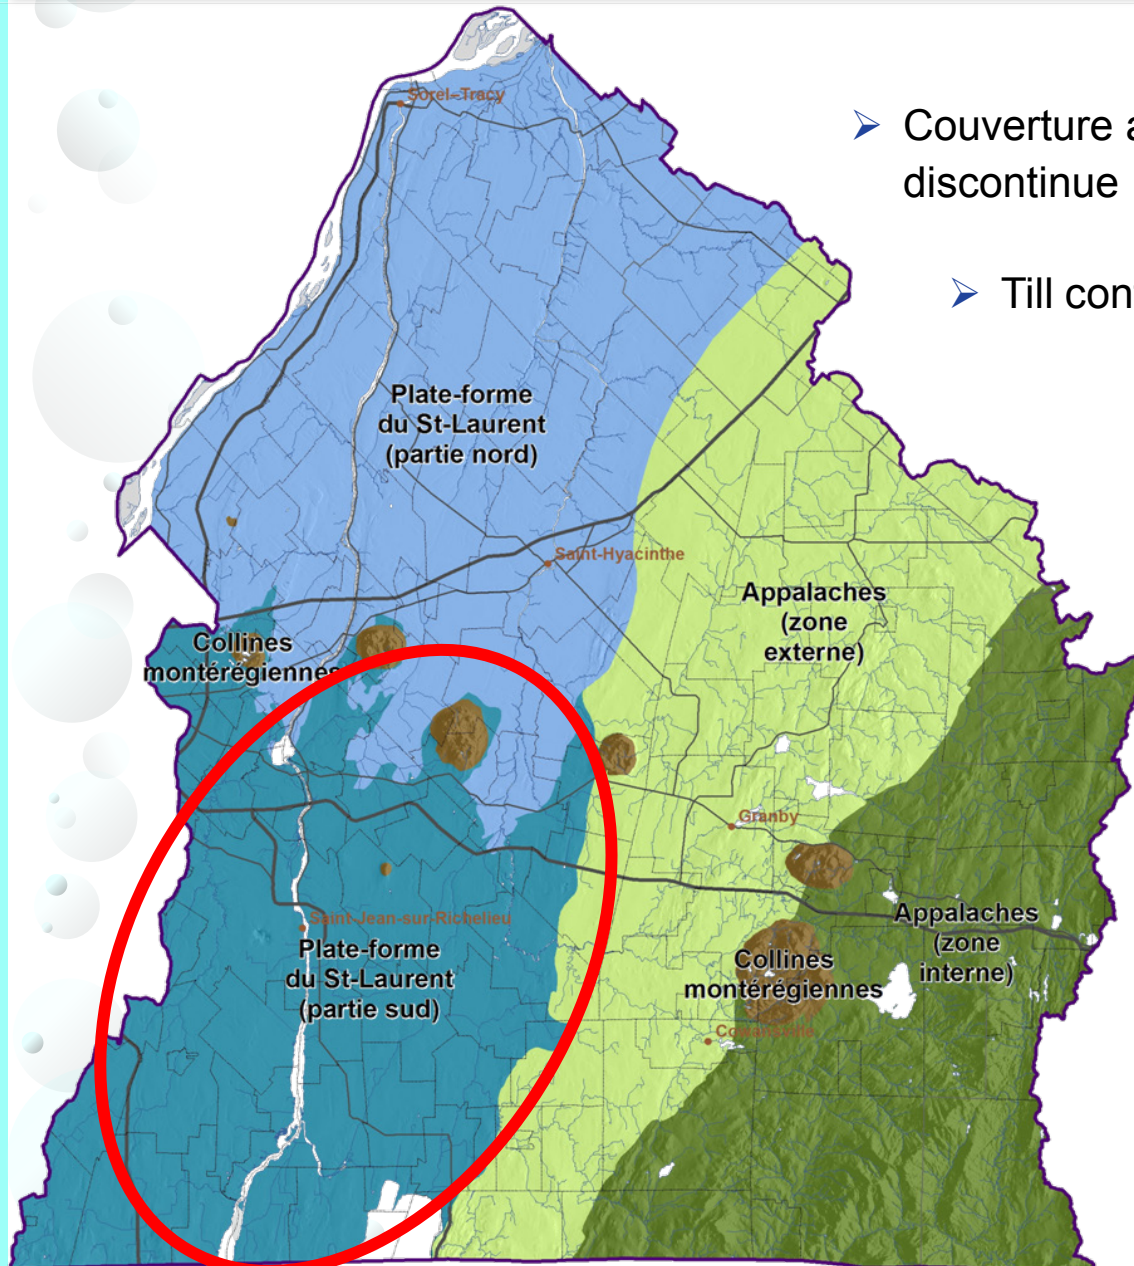 Sorel-Tracy
Couverture a
discontinue
Till con
Plate-forme
du St-Laurent
(partie nord)
Saint-Hyacinthe
Appalaches
(zone
externe)
Collines
montérégiennes
Granby
Appalaches
(zone
interne)
Saint-Jean-sur-Richelieu
Plate-forme
du St-Laurent
(partie sud)
Collines
montérégiennes
Cowansville